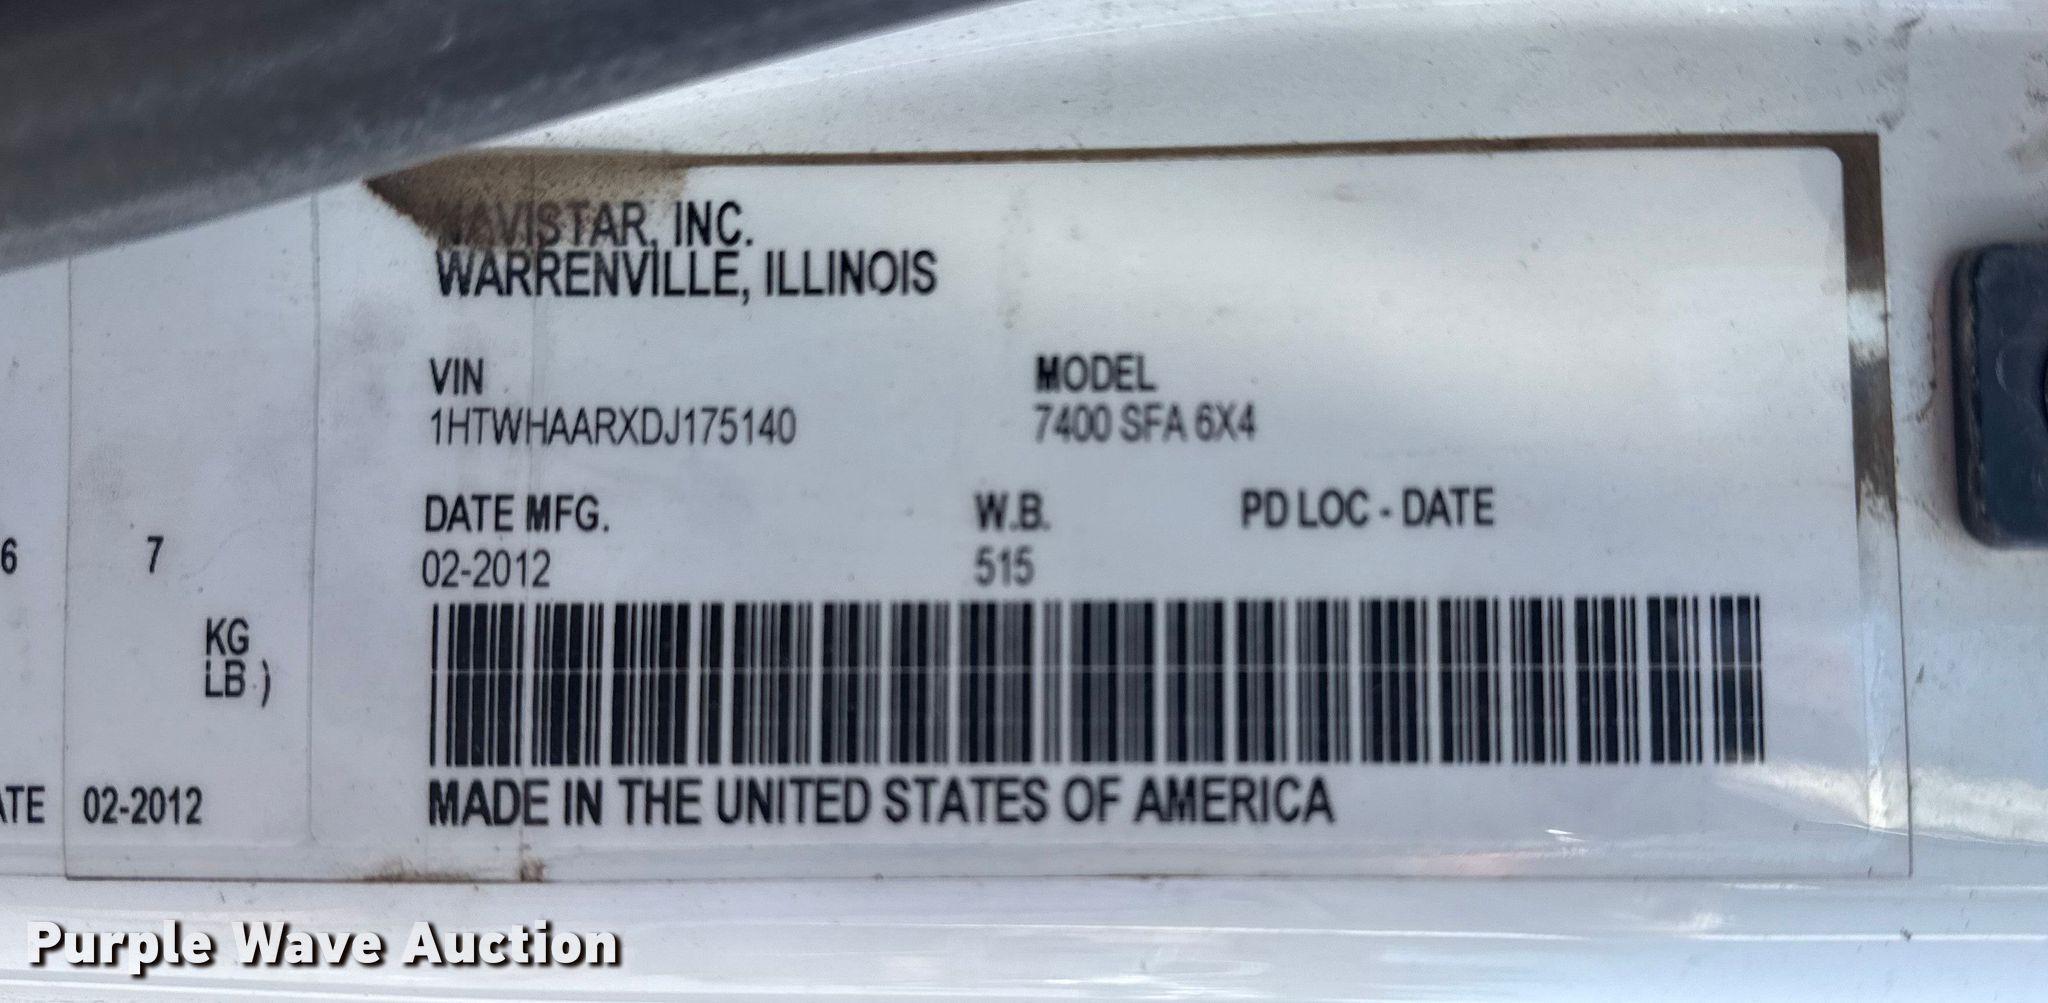 NAVISTAR, INC.
WARRENVILLE, ILLINOIS
VIN MODEL
1HTWHAARXDJ175140 7400 SFA 6X4
DATE MFG. W.B. PD LOC - DATE
02-2012 515
6 7
KG
LB )
MADE IN THE UNITED STATES OF AMERICA
02-2012
Purple Wave Auction